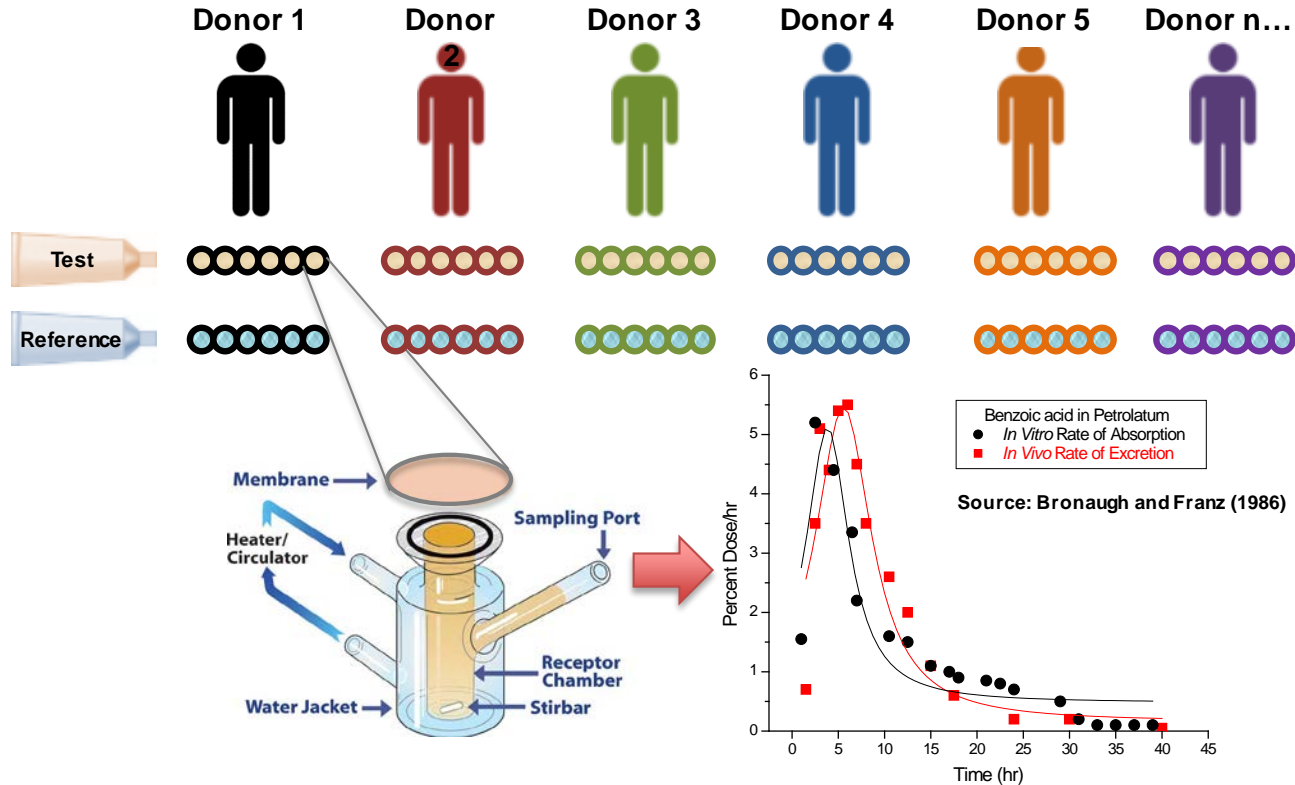 Donor 1 Donor Donor 3 Donor 4 Donor 5 Donor n...
2
Test
Reference
Membrane
Heater/
Circulator
Sampling Port
Receptor
Chamber
Water Jacket
Stirbar
6
5
4
3
2
1
0
Percent Dose/hr
Benzoic acid in Petrolatum
In Vitro Rate of Absorption
In Vivo Rate of Excretion
Source: Bronaugh and Franz (1986)
0 5 10 15 20 25 30 35 40 45
Time (hr)